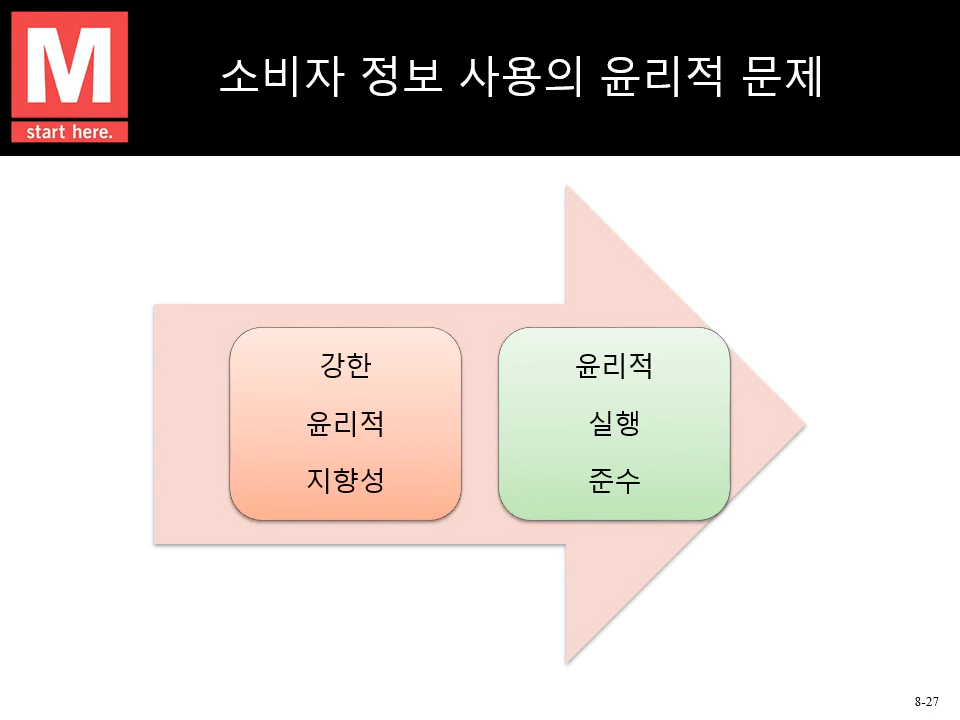 M
start here.
소비자 정보 사용의 윤리적 문제
강한
윤리적
지향성
윤리적
실행
준수
8-27